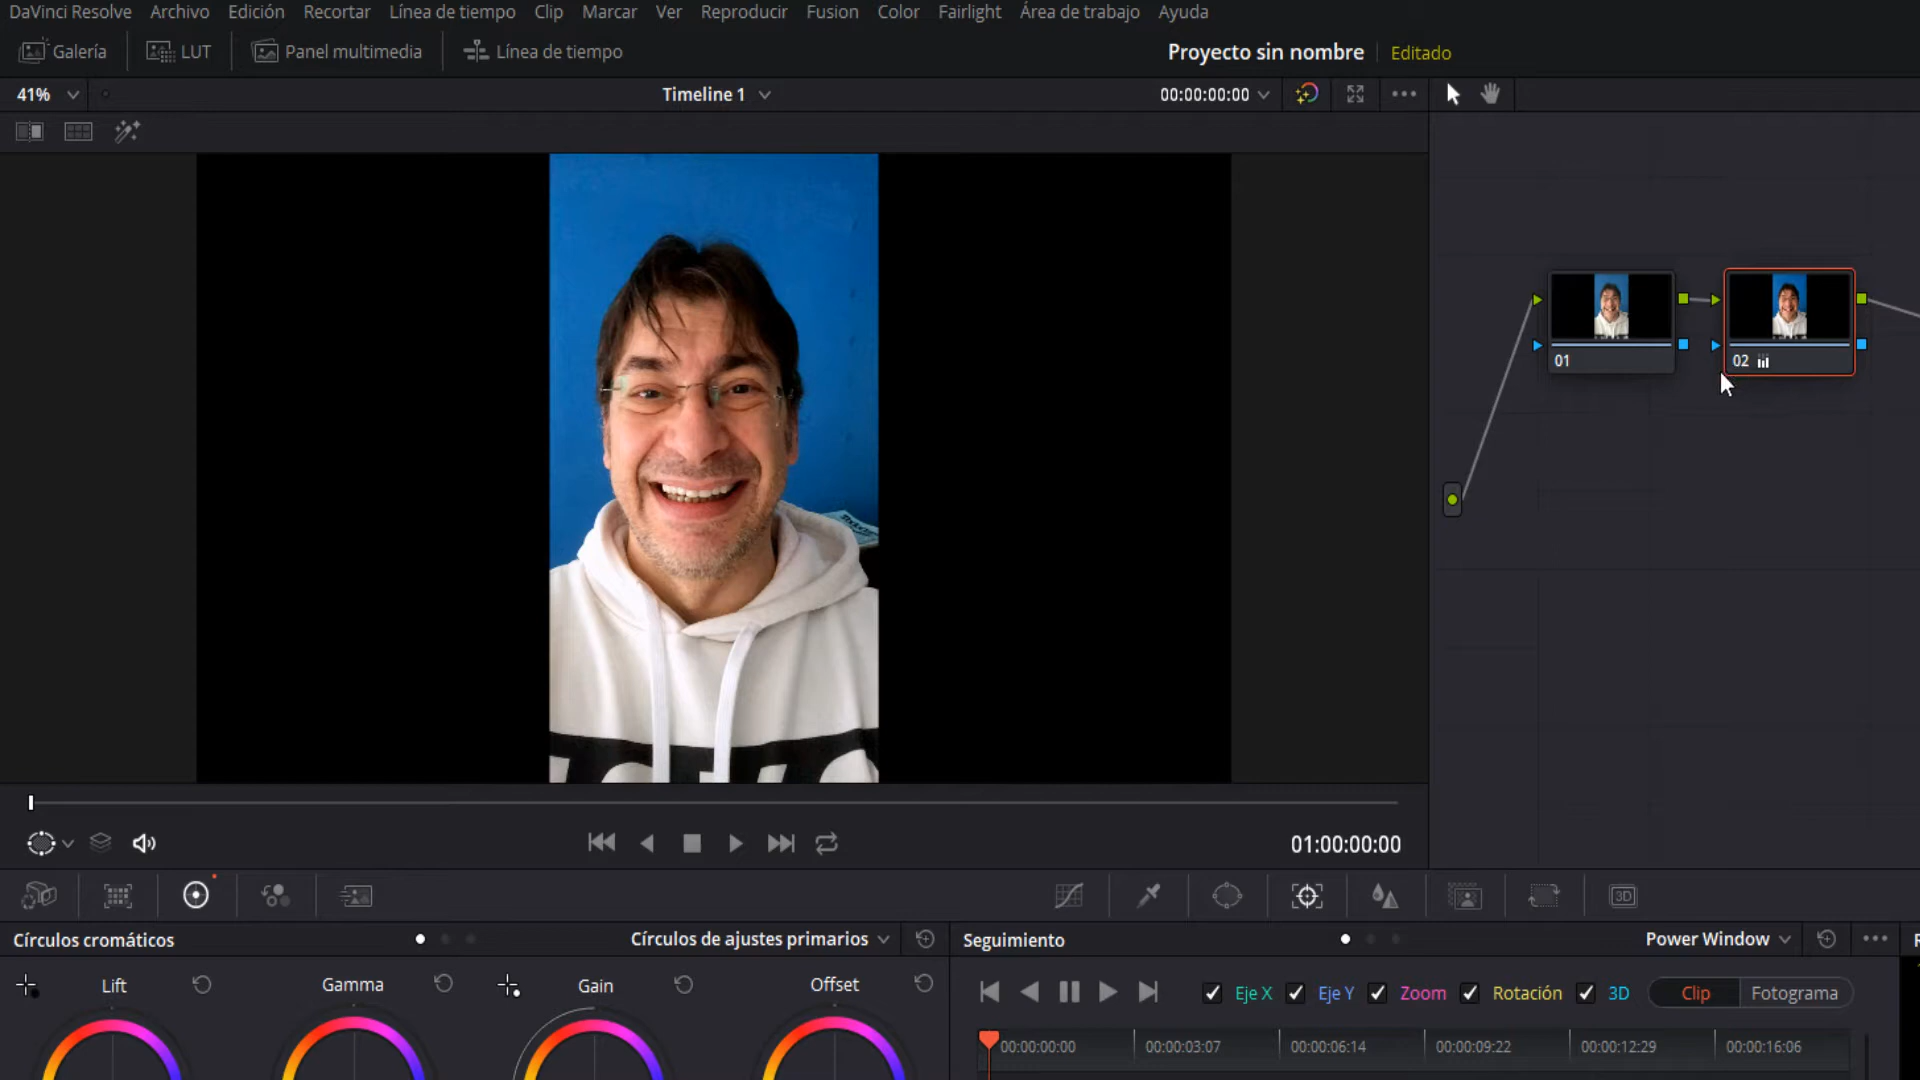 DaVinci Resolve Archivo Edición Recortar Línea de tiempo Clip Marcar Ver Reproducir Fusion Color Fairlight Área de trabajo Ayuda
Galería LUT Panel multimedia Línea de tiempo Proyecto sin nombre Editado
41% Timeline 1 00:00:00:00
01 02
01:00:00:00
3D
Círculos cromáticos Círculos de ajustes primarios Seguimiento Power Window
Lift Gamma Gain Offset Eje X Eje Y Zoom Rotación 3D Clip Fotograma
00:00:00:00 00:00:03:07 00:00:06:14 00:00:09:22 00:00:12:29 00:00:16:06